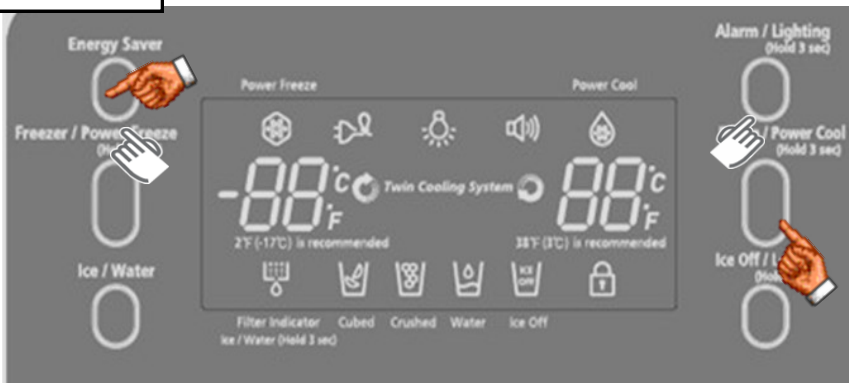 Energy Saver
Alarm / Lighting
(Hold 3 sec)
Power Freeze
Power Cool
Freezer / Power Freeze
/ Power Cool
(Hold 3 sec)
-88°C °F
Twin Cooling System
88°C °F
2°F(-17°C) is recommended
38°F(3°C) is recommended
Ice / Water
Ice Off /
ICE Off
Filter Indicator
Cubed
Crushed
Water
Ice Off
Ice / Water (Hold 3 sec)